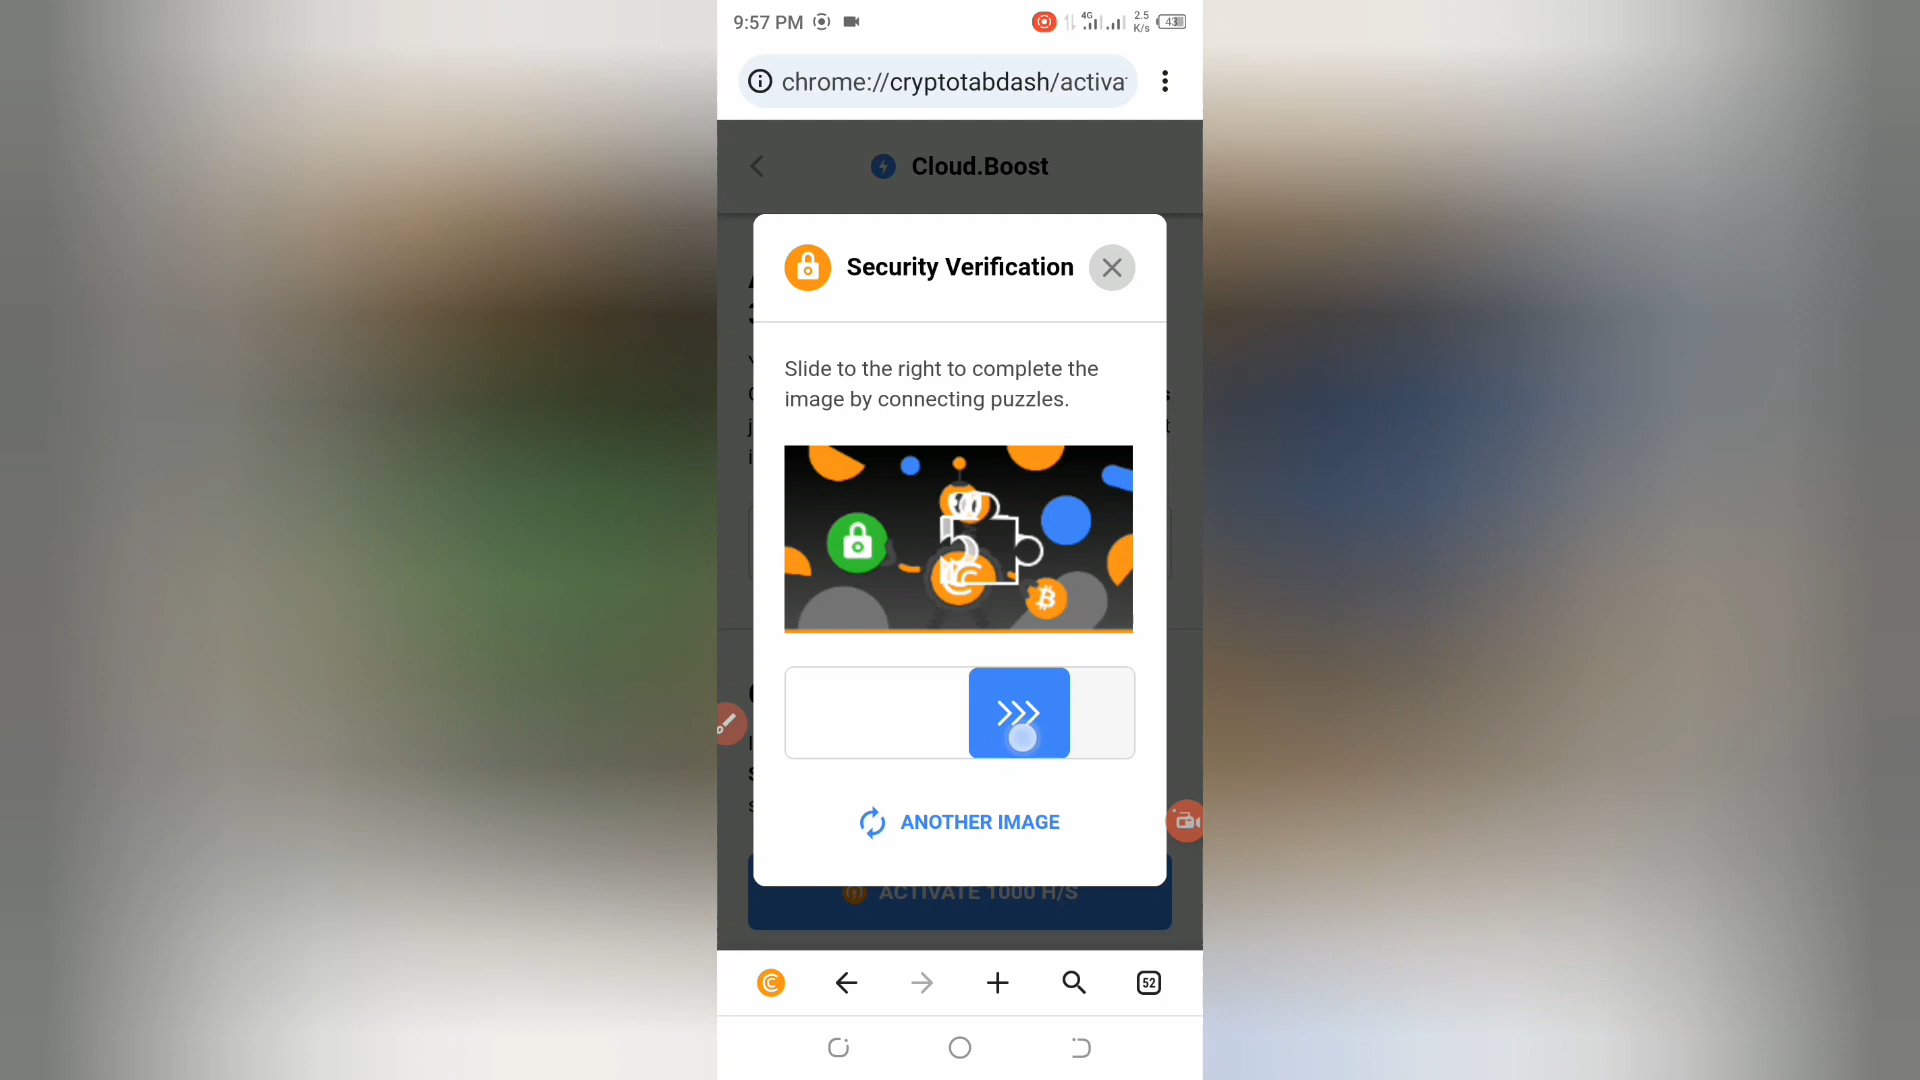 9:57 PM
4G
2.5
K/s
43
chrome://cryptotabdash/activa
Cloud.Boost
Security Verification
Slide to the right to complete the
image by connecting puzzles.
ANOTHER IMAGE
ACTIVATE 1000 H/S
52